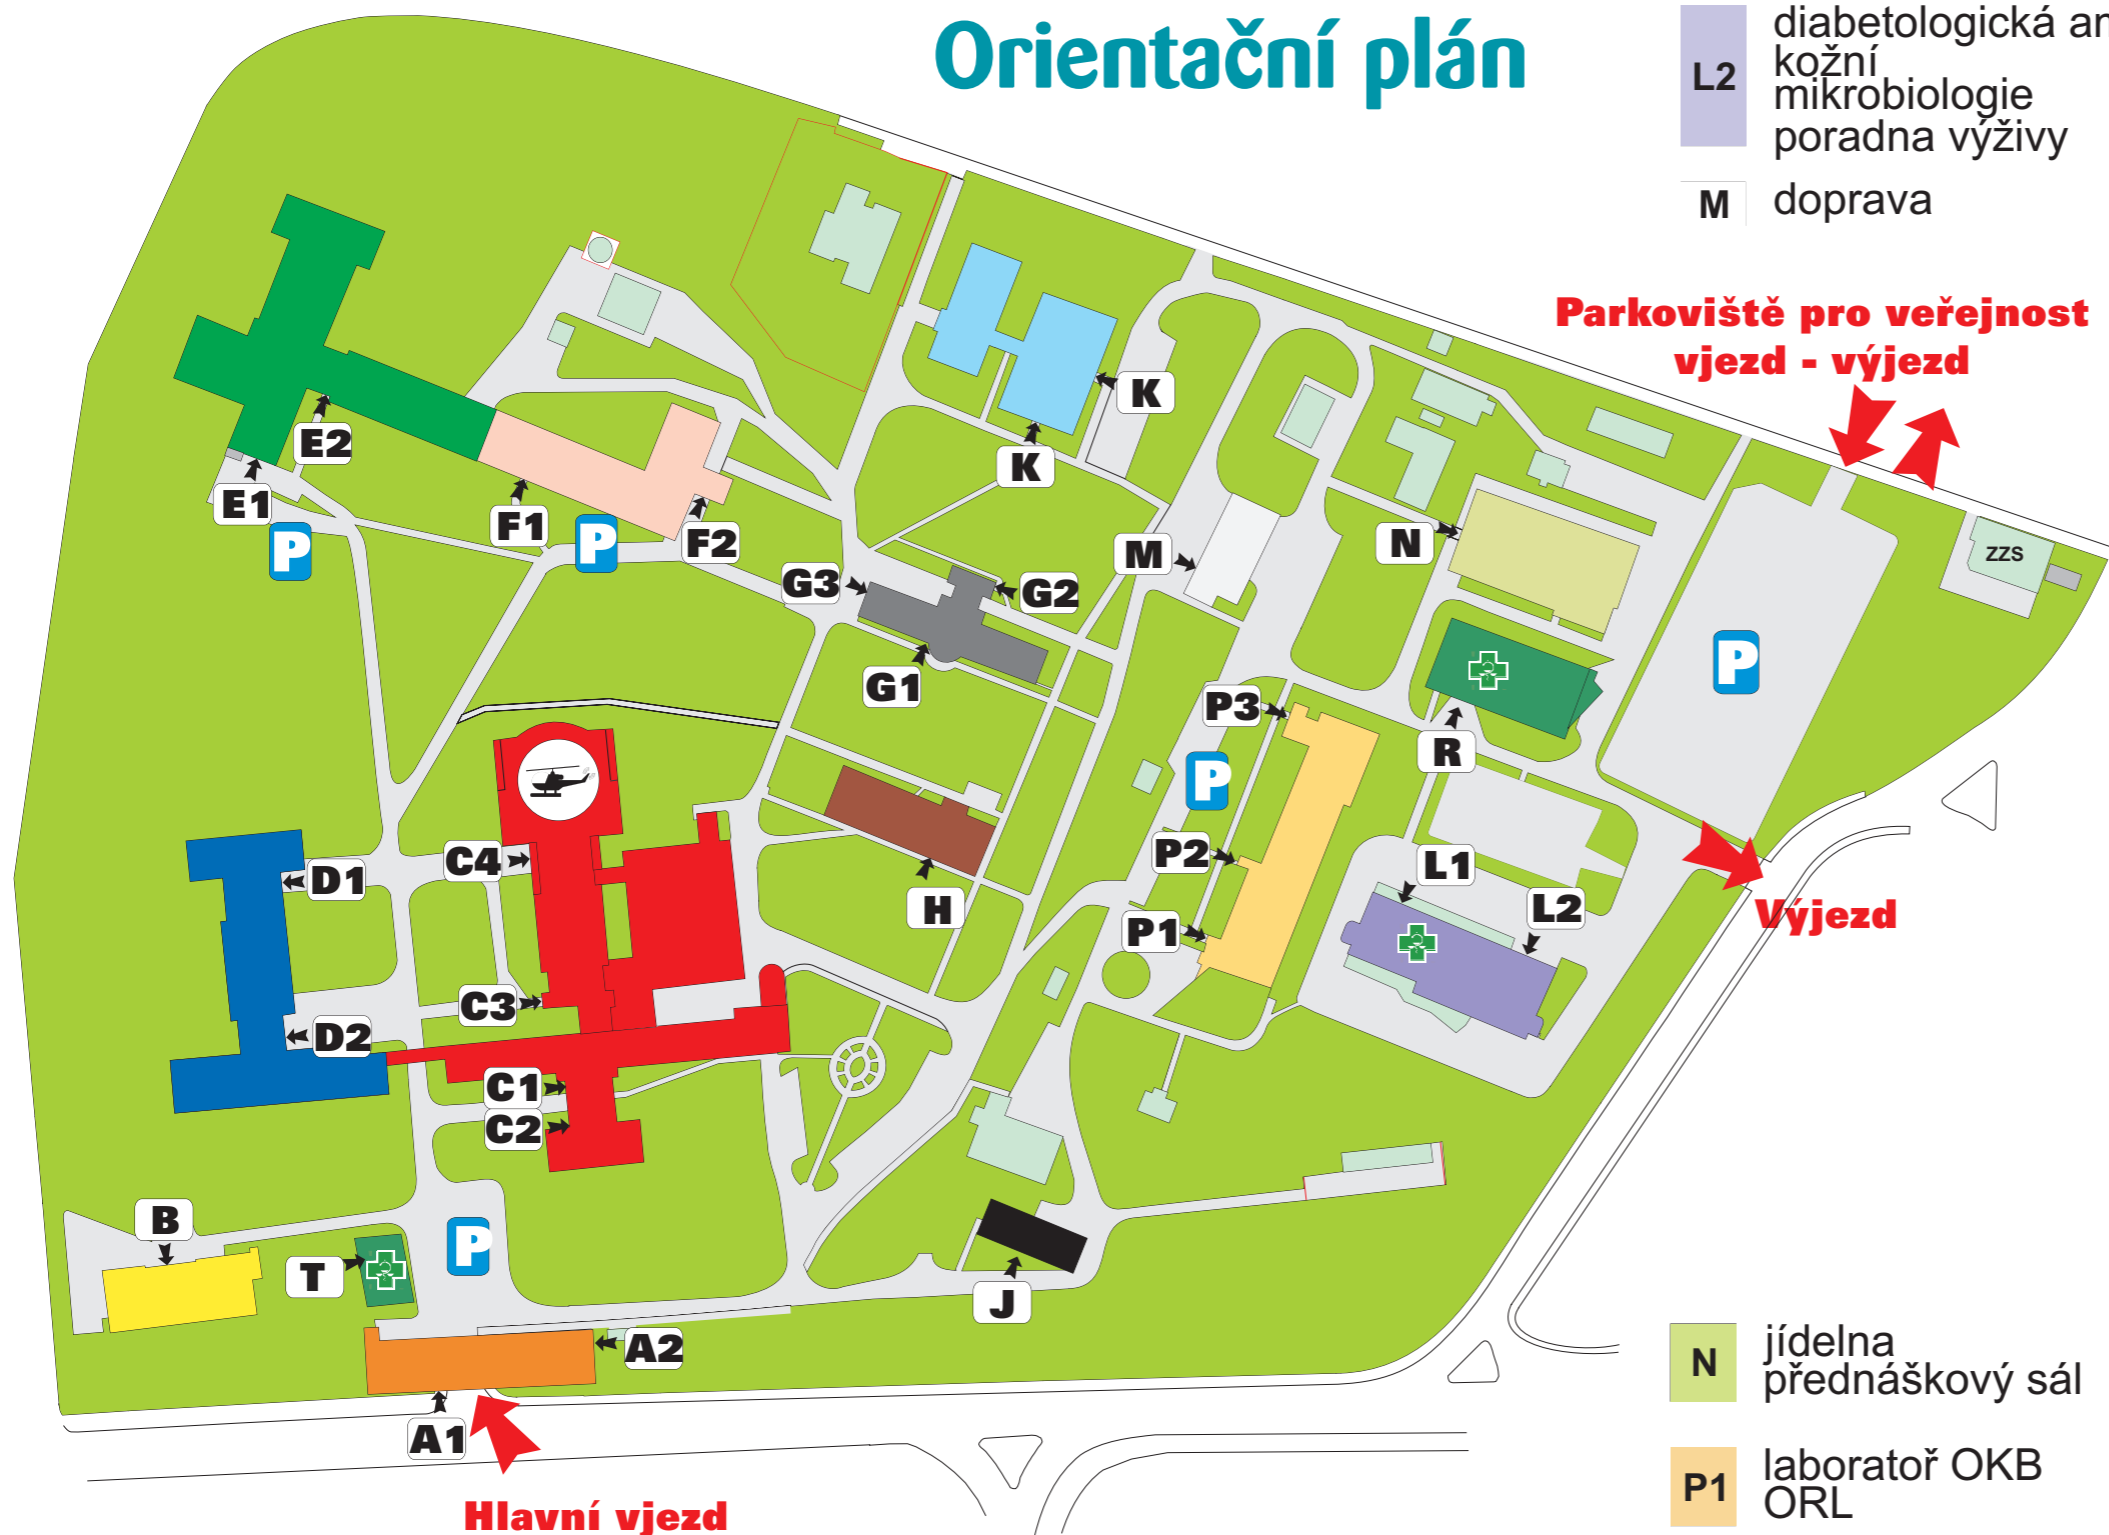 Orientační plán
L2
diabetologická
kožní
mikrobiologie
poradna výživy
M
doprava
Parkoviště pro veřejnost
vjezd - výjezd
K
K
E2
E1
P
F1
P
F2
M
N
ZZS
G3
G2
G1
P
P3
R
P
P2
C4
D1
H
L1
L2
P1
C3
D2
C1
C2
Výjezd
B
T
P
J
A2
A1
Hlavní vjezd
N
jídelna
přednáškový sál
P1
laboratoř OKB
ORL